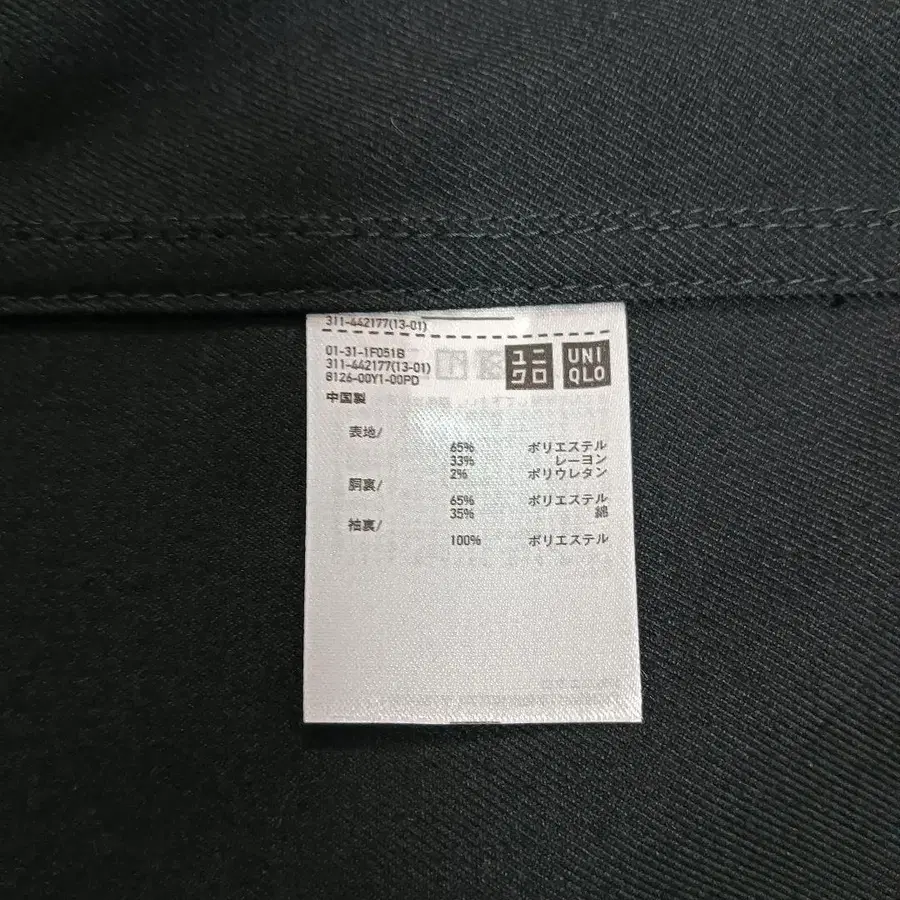 311-442177(13-01)
01-31-1F051B
311-442177(13-01)
8126-00Y1-00PD
ユニ
クロ
UNI
QLO
中国製
表地/
65% ポリエステル
33% レーヨン
2% ポリウレタン
胴裏/
65% ポリエステル
35% 綿
袖裏/
100% ポリエステル